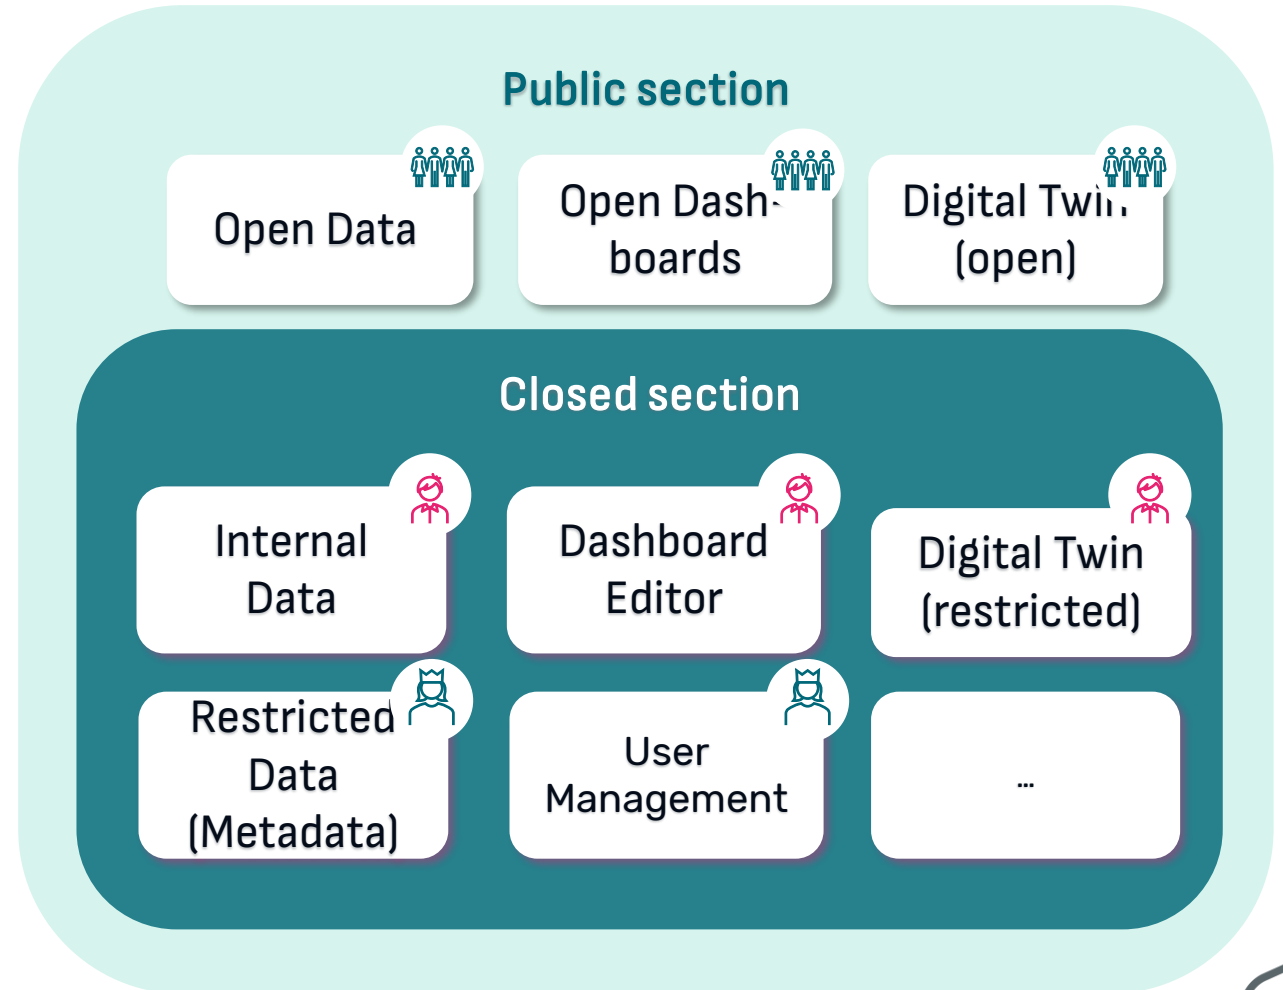 Public section
Open Data
Open Dash-
boards
Digital Twin
(open)
Closed section
Internal
Data
Dashboard
Editor
Digital Twin
(restricted)
Restricted
Data
(Metadata)
User
Management
...